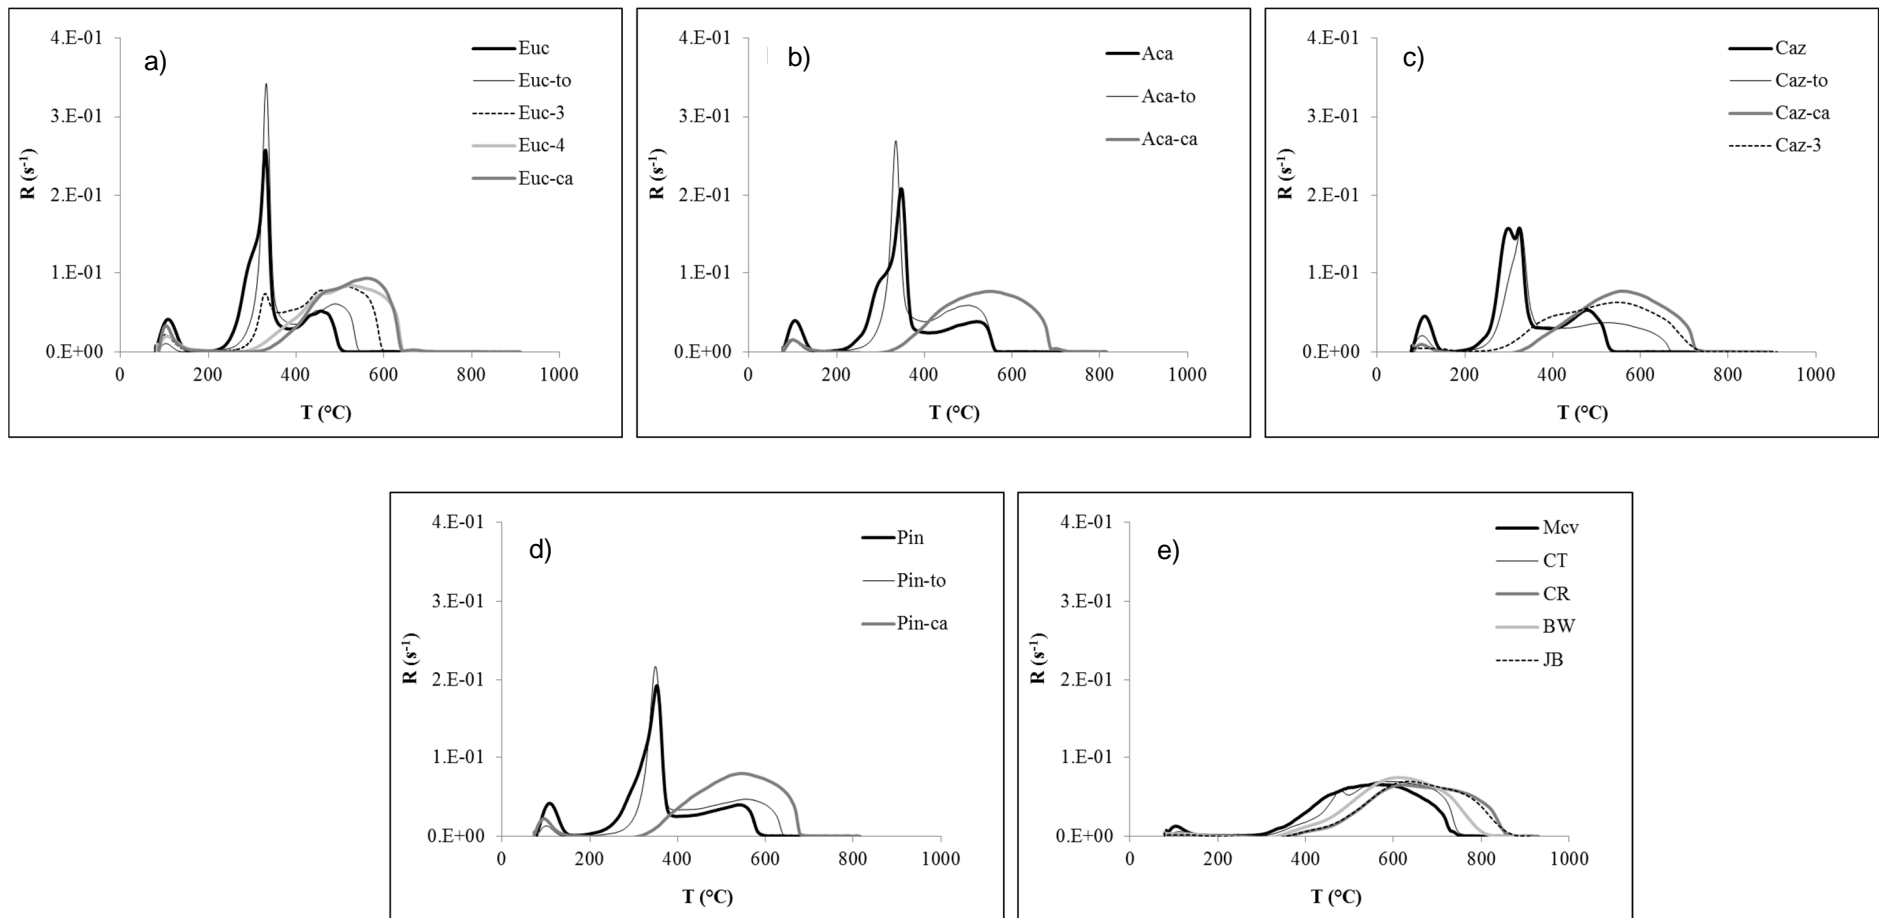 a)
4.E-01
3.E-01
2.E-01
1.E-01
0.E+00
R (s-1)
0 200 400 600 800 1000
T (°C)
Euc
Euc-to
Euc-3
Euc-4
Euc-ca
b)
4.E-01
3.E-01
2.E-01
1.E-01
0.E+00
R (s-1)
0 200 400 600 800 1000
T (°C)
Aca
Aca-to
Aca-ca
c)
4.E-01
3.E-01
2.E-01
1.E-01
0.E+00
R (s-1)
0 200 400 600 800 1000
T (°C)
Caz
Caz-to
Caz-ca
Caz-3
d)
4.E-01
3.E-01
2.E-01
1.E-01
0.E+00
R (s-1)
0 200 400 600 800 1000
T (°C)
Pin
Pin-to
Pin-ca
e)
4.E-01
3.E-01
2.E-01
1.E-01
0.E+00
R (s-1)
0 200 400 600 800 1000
T (°C)
Mcv
CT
CR
BW
JB